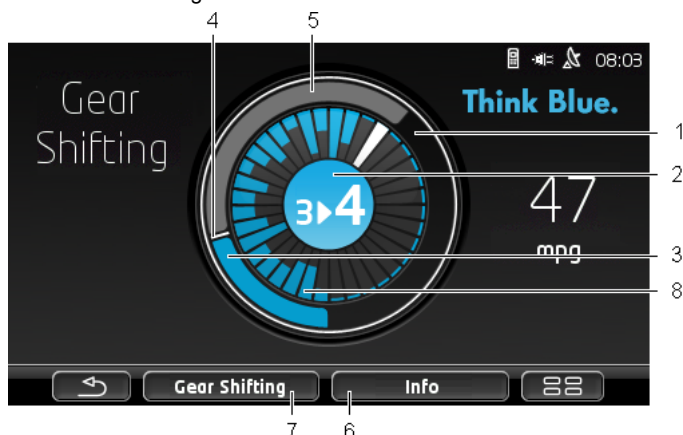 4 5
08:03
Gear
Shifting
Think Blue.
1
2
3▶4
47
mpg
3
8
Gear Shifting
Info
7 6